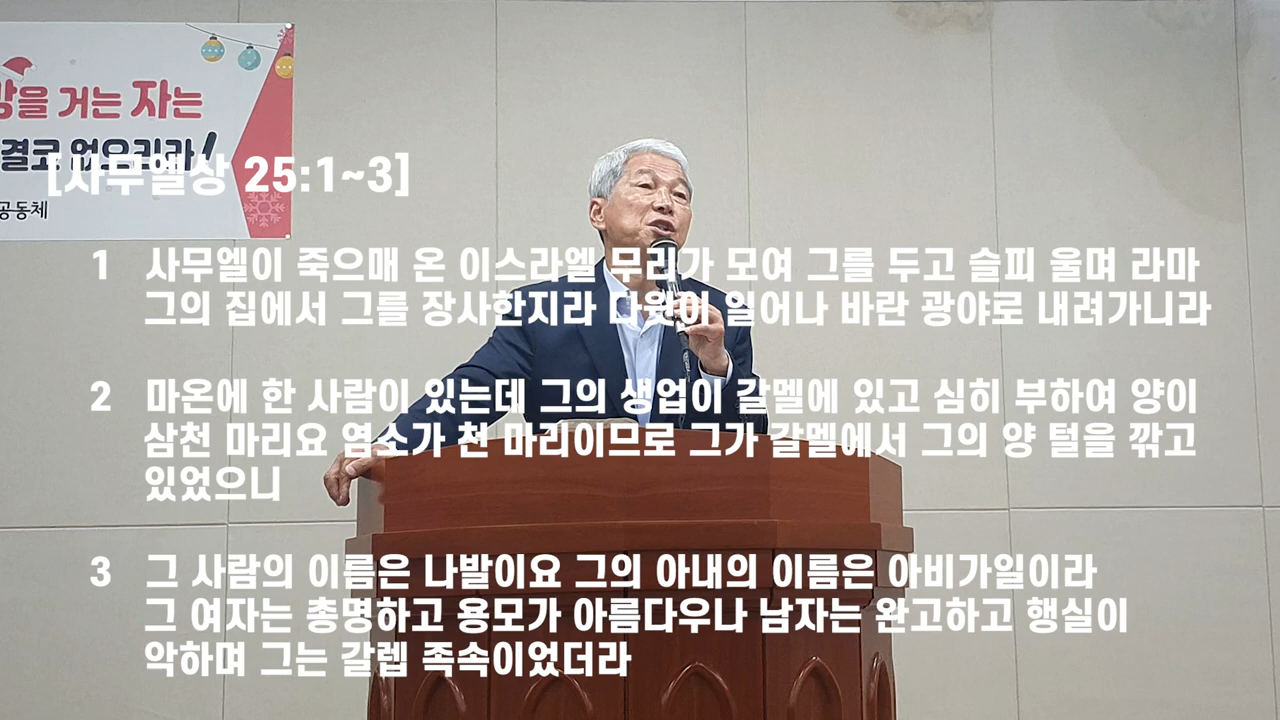 을 거는 자는
결코 없으리라!
공동체
[사무엘상 25:1~3]
1 사무엘이 죽으매 온 이스라엘 무리가 모여 그를 두고 슬피 울며 라마
그의 집에서 그를 장사한지라 다윗이 일어나 바란 광야로 내려가니라
2 마온에 한 사람이 있는데 그의 생업이 갈멜에 있고 심히 부하여 양이
삼천 마리요 염소가 천 마리이므로 그가 갈멜에서 그의 양 털을 깎고
있었으니
3 그 사람의 이름은 나발이요 그의 아내의 이름은 아비가일이라
그 여자는 총명하고 용모가 아름다우나 남자는 완고하고 행실이
악하며 그는 갈렙 족속이었더라